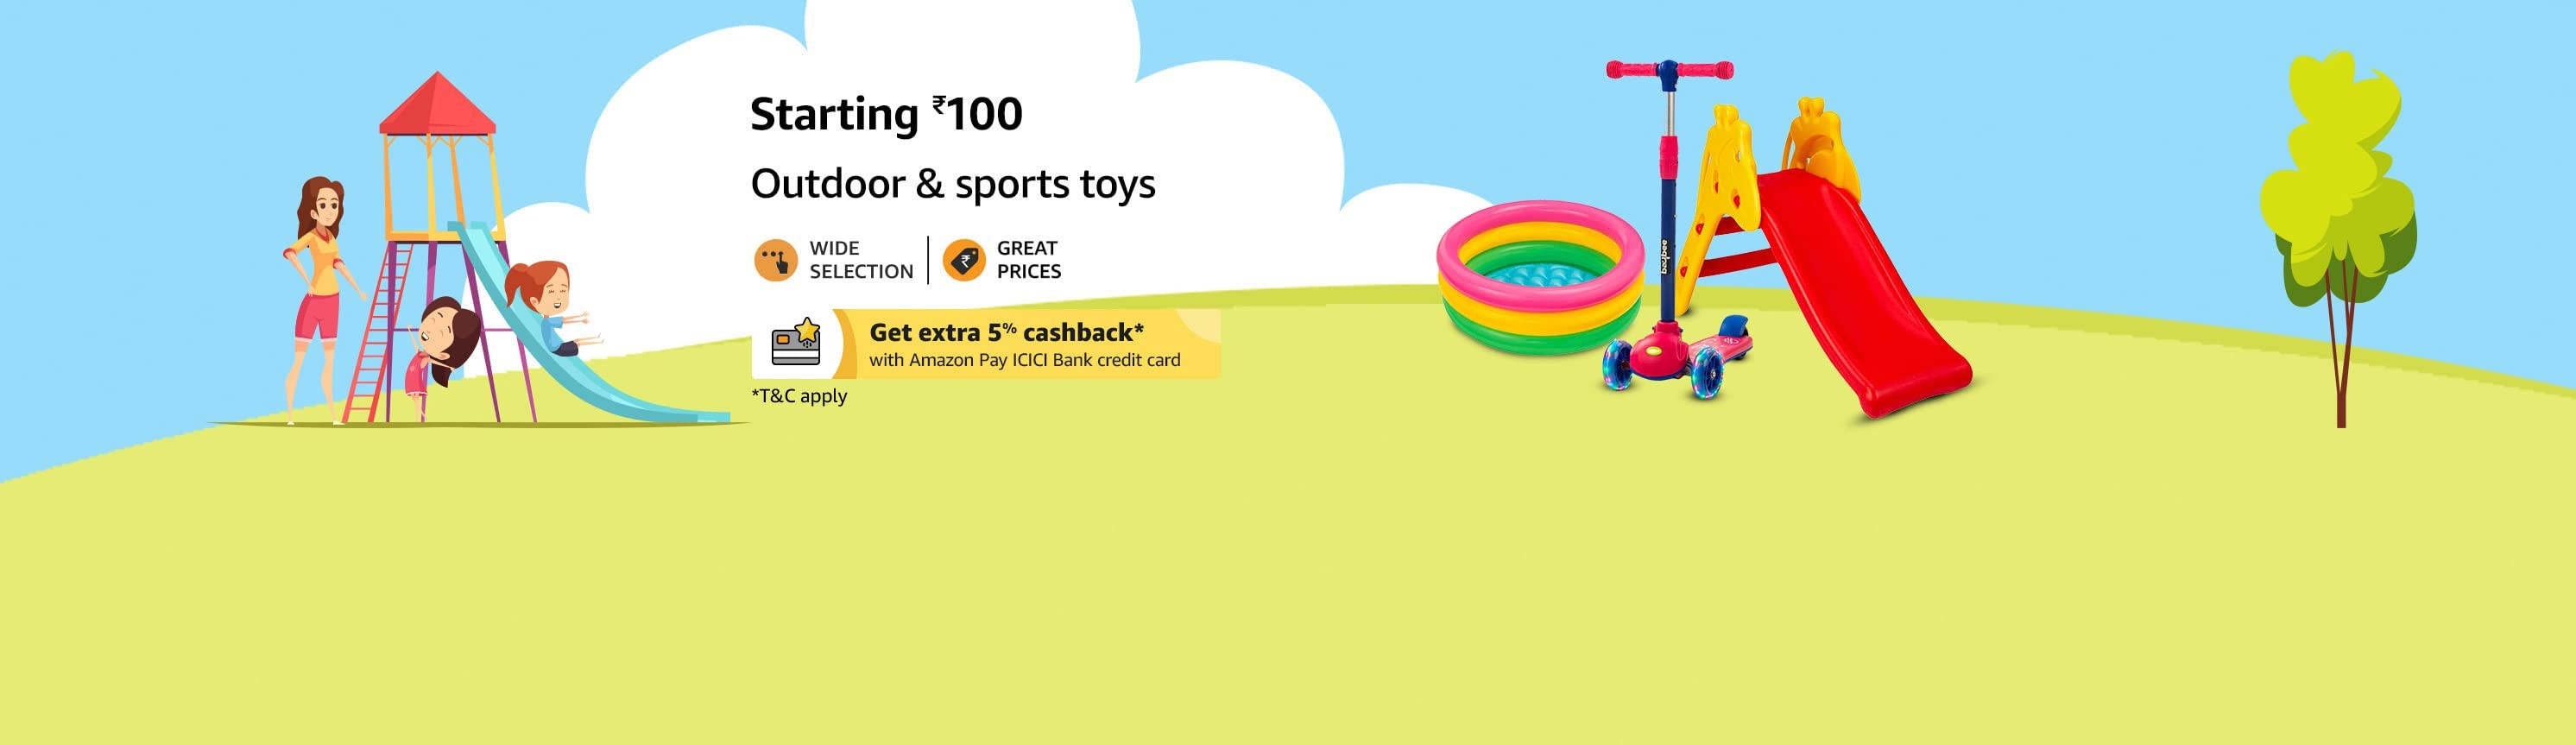 Starting ₹100
Outdoor & sports toys
WIDE
SELECTION
GREAT
PRICES
Get extra 5% cashback*
with Amazon Pay ICICI Bank credit card
*T&C apply
baybee